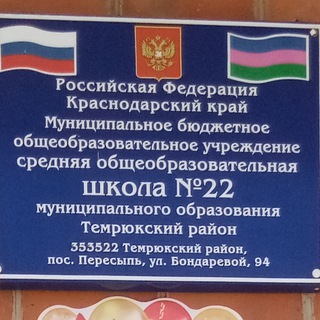 Российская Федерация
Краснодарский край
Муниципальное бюджетное
общеобразовательное учреждение
средняя общеобразовательная
школа №22
муниципального образования
Темрюкский район
353522 Темрюкский район,
пос. Пересыпь, ул. Бондаревой, 94